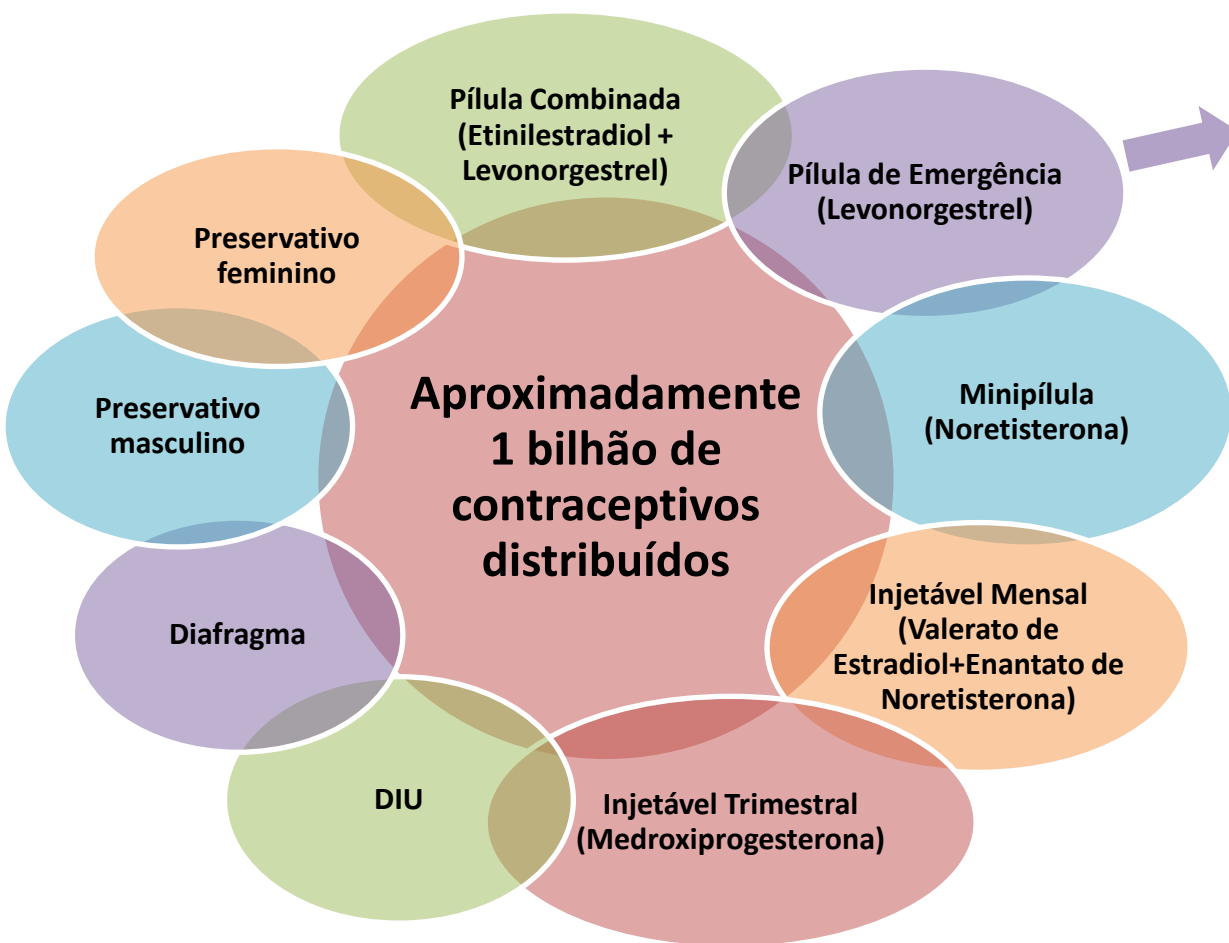 Pílula Combinada
(Etinilestradiol +
Levonorgestrel)
Pílula de Emergência
(Levonorgestrel)
Preservativo
feminino
Minipílula
(Noretisterona)
Preservativo
masculino
Aproximadamente
1 bilhão de
contraceptivos
distribuídos
Injetável Mensal
(Valerato de
Estradiol+Enantato de
Noretisterona)
Diafragma
DIU
Injetável Trimestral
(Medroxiprogesterona)